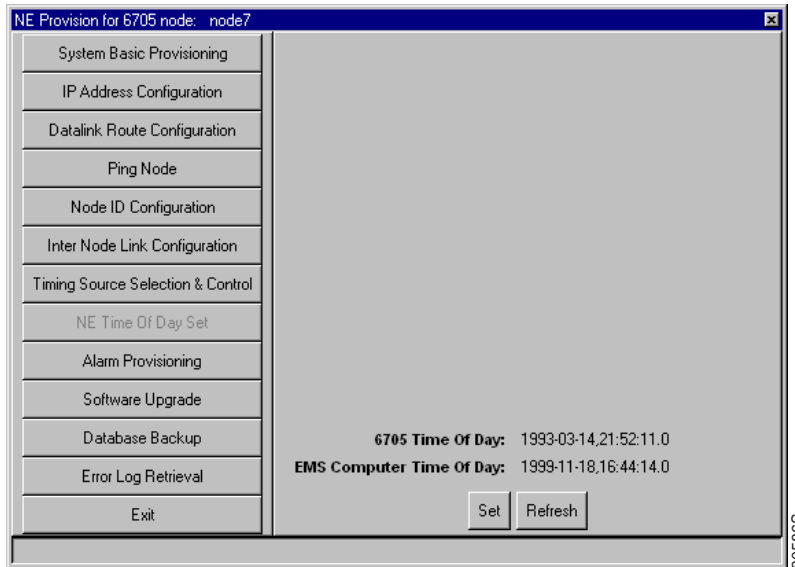 NE Provision for 6705 node: node7
System Basic Provisioning
IP Address Configuration
Datalink Route Configuration
Ping Node
Node ID Configuration
Inter Node Link Configuration
Timing Source Selection & Control
NE Time Of Day Set
Alarm Provisioning
Software Upgrade
Database Backup
Error Log Retrieval
Exit
6705 Time Of Day: 1993-03-14,21:52:11.0
EMS Computer Time Of Day: 1999-11-18,16:44:14.0
Set Refresh